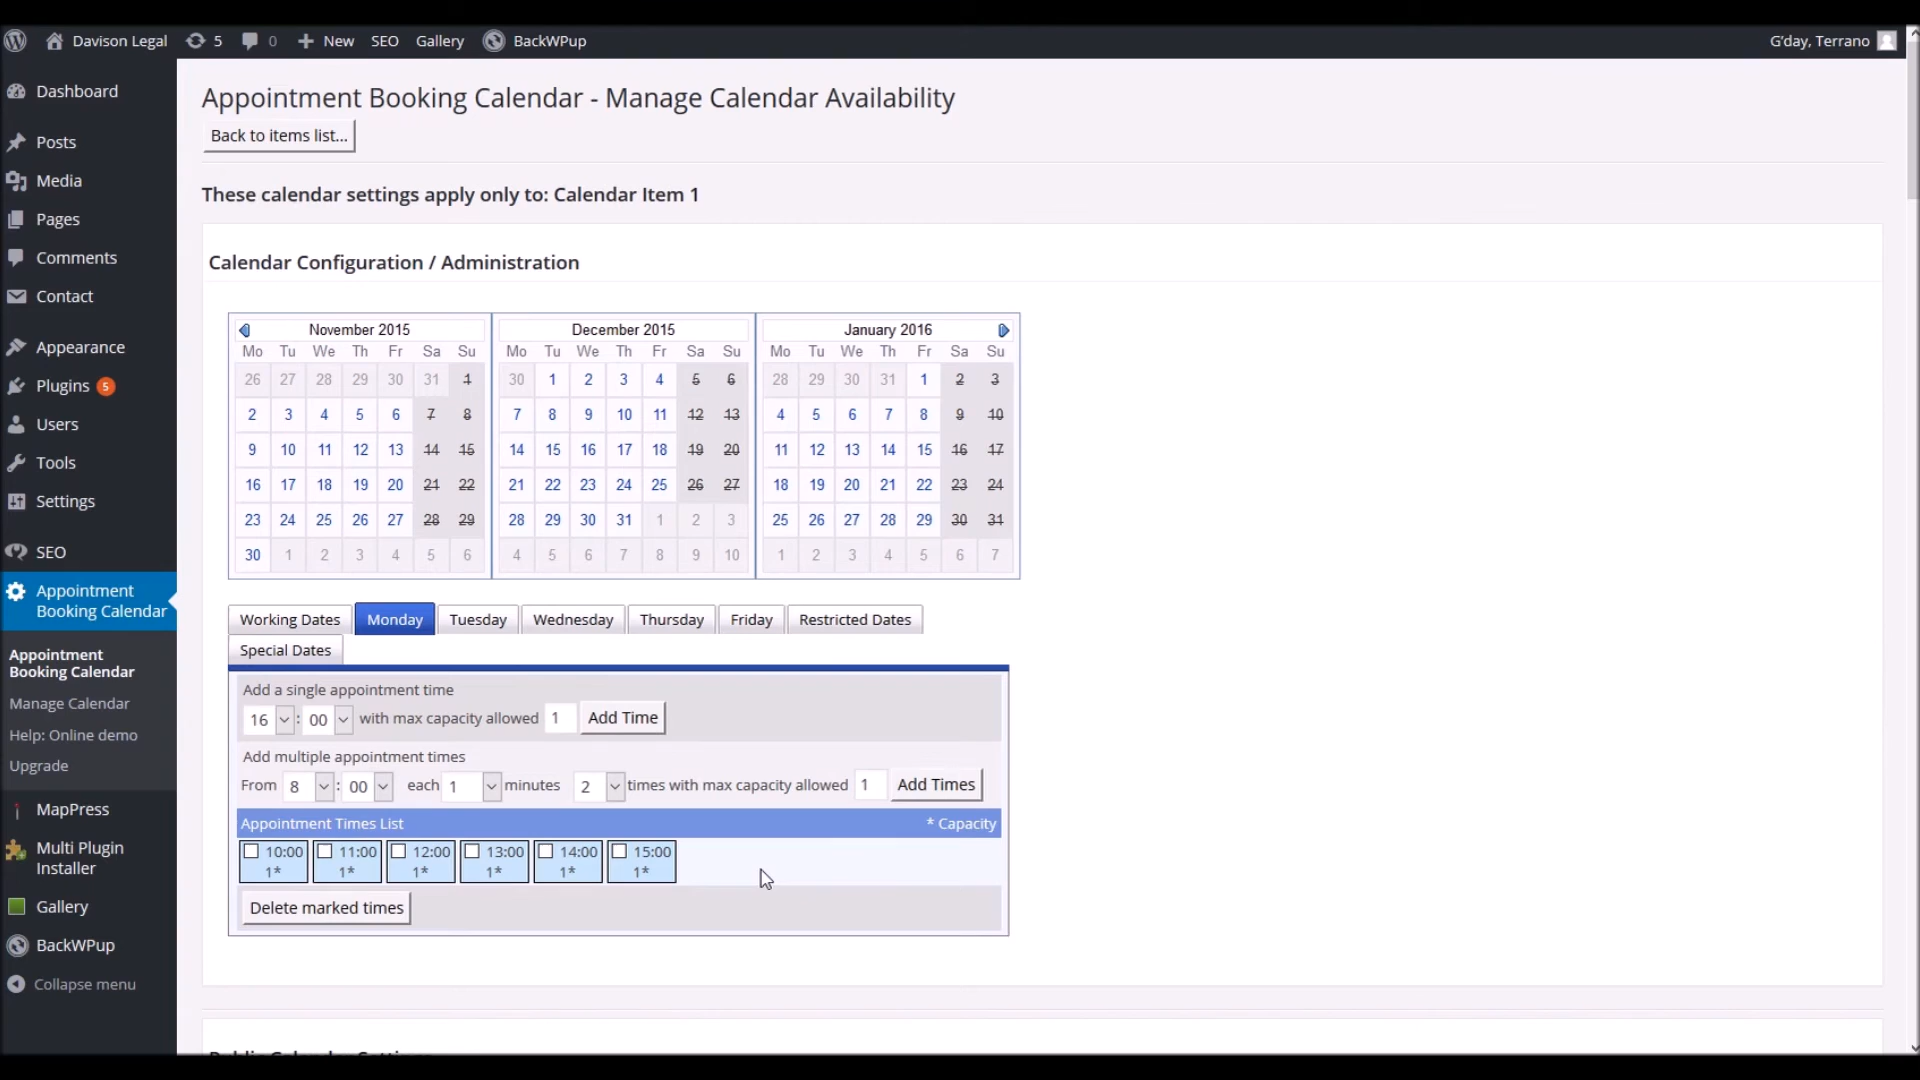 Davison Legal 5 0 New SEO Gallery BackWPup G'day, Terrano
Dashboard
Posts
Media
Pages
Comments
Contact
Appearance
Plugins 5
Users
Tools
Settings
SEO
Appointment
Booking Calendar
Appointment
Booking Calendar
Manage Calendar
Help: Online demo
Upgrade
MapPress
Multi Plugin
Installer
Gallery
BackWPup
Collapse menu
Appointment Booking Calendar - Manage Calendar Availability
Back to items list...
These calendar settings apply only to: Calendar Item 1
Calendar Configuration / Administration
November 2015
Mo Tu We Th Fr Sa Su
26 27 28 29 30 31 1
2 3 4 5 6 7 8
9 10 11 12 13 14 15
16 17 18 19 20 21 22
23 24 25 26 27 28 29
30 1 2 3 4 5 6
December 2015
Mo Tu We Th Fr Sa Su
30 1 2 3 4 5 6
7 8 9 10 11 12 13
14 15 16 17 18 19 20
21 22 23 24 25 26 27
28 29 30 31 1 2 3
4 5 6 7 8 9 10
January 2016
Mo Tu We Th Fr Sa Su
28 29 30 31 1 2 3
4 5 6 7 8 9 10
11 12 13 14 15 16 17
18 19 20 21 22 23 24
25 26 27 28 29 30 31
1 2 3 4 5 6 7
Working Dates Monday Tuesday Wednesday Thursday Friday Restricted Dates
Special Dates
Add a single appointment time
16 : 00 with max capacity allowed 1 Add Time
Add multiple appointment times
From 8 : 00 each 1 minutes 2 times with max capacity allowed 1 Add Times
Appointment Times List * Capacity
10:00 11:00 12:00 13:00 14:00 15:00
1* 1* 1* 1* 1* 1*
Delete marked times